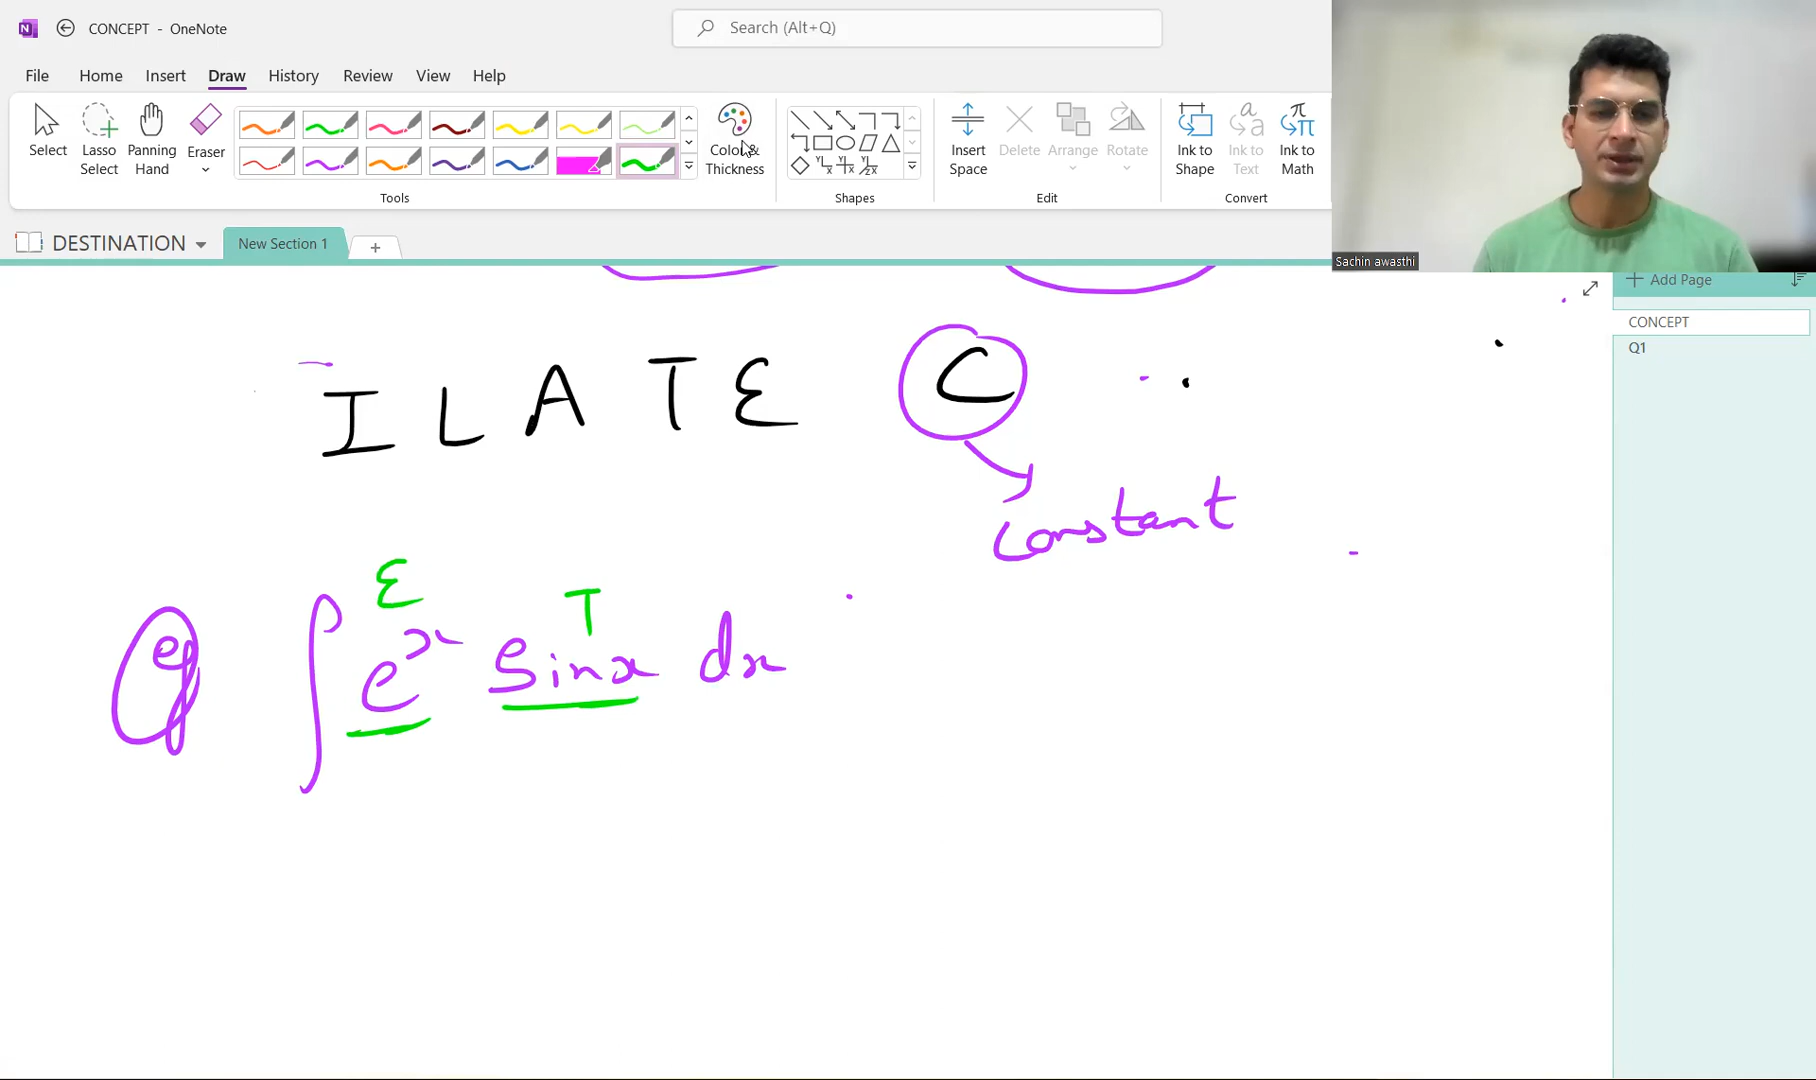 CONCEPT - OneNote
Search (Alt+Q)
File Home Insert Draw History Review View Help
Select
Lasso Select
Panning Hand
Eraser
Color & Thickness
Insert Space
Delete
Arrange
Rotate
Ink to Shape
Ink to Text
Ink to Math
Tools
Shapes
Edit
Convert
Sachin awasthi
DESTINATION
New Section 1
Add Page
CONCEPT
Q1
I L A T E C
constant
E T
eg ∫ eˣ sinx dx